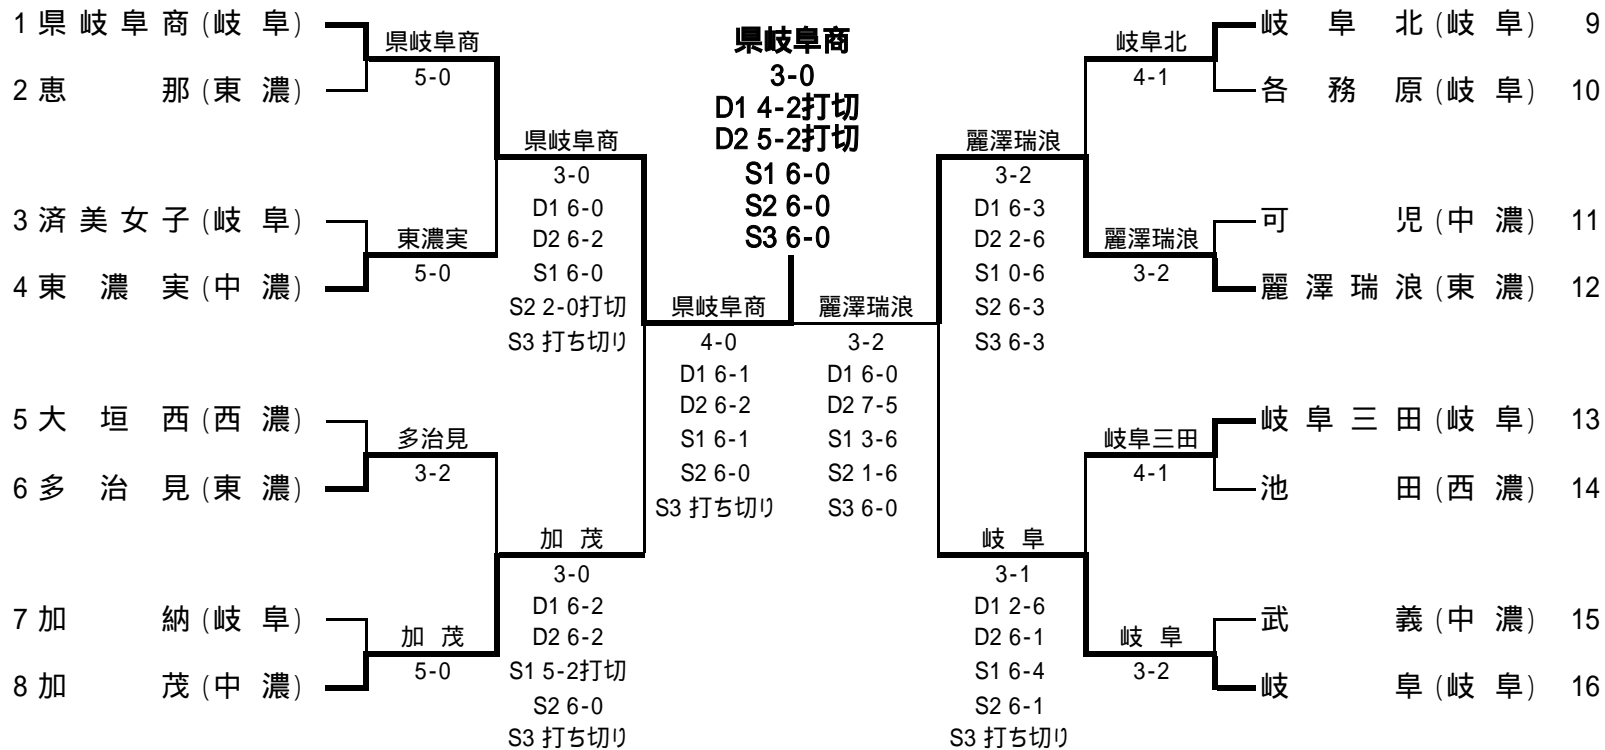 1 県岐阜商 (岐阜)
県岐阜商
5-0
2 恵那 (東濃)
県岐阜商
3-0
D1 6-0
D2 6-2
S1 6-0
S2 2-0打切
S3 打ち切り
3 済美女子 (岐阜)
東濃実
5-0
4 東濃実 (中濃)
県岐阜商
4-0
D1 6-1
D2 6-2
S1 6-1
S2 6-0
S3 打ち切り
5 大垣西 (西濃)
多治見
3-2
6 多治見 (東濃)
加茂
3-0
D1 6-2
D2 6-2
S1 5-2打切
S2 6-0
S3 打ち切り
7 加納 (岐阜)
加茂
5-0
8 加茂 (中濃)
県岐阜商
3-0
D1 4-2打切
D2 5-2打切
S1 6-0
S2 6-0
S3 6-0
麗澤瑞浪
3-2
D1 6-0
D2 7-5
S1 3-6
S2 1-6
S3 6-0
岐阜北 (岐阜) 9
岐阜北
4-1
各務原 (岐阜) 10
麗澤瑞浪
3-2
D1 6-3
D2 2-6
S1 0-6
S2 6-3
S3 6-3
可児 (中濃) 11
麗澤瑞浪
3-2
麗澤瑞浪 (東濃) 12
岐阜三田 (岐阜) 13
岐阜三田
4-1
池田 (西濃) 14
岐阜
3-1
D1 2-6
D2 6-1
S1 6-4
S2 6-1
S3 打ち切り
武義 (中濃) 15
岐阜
3-2
岐阜 (岐阜) 16